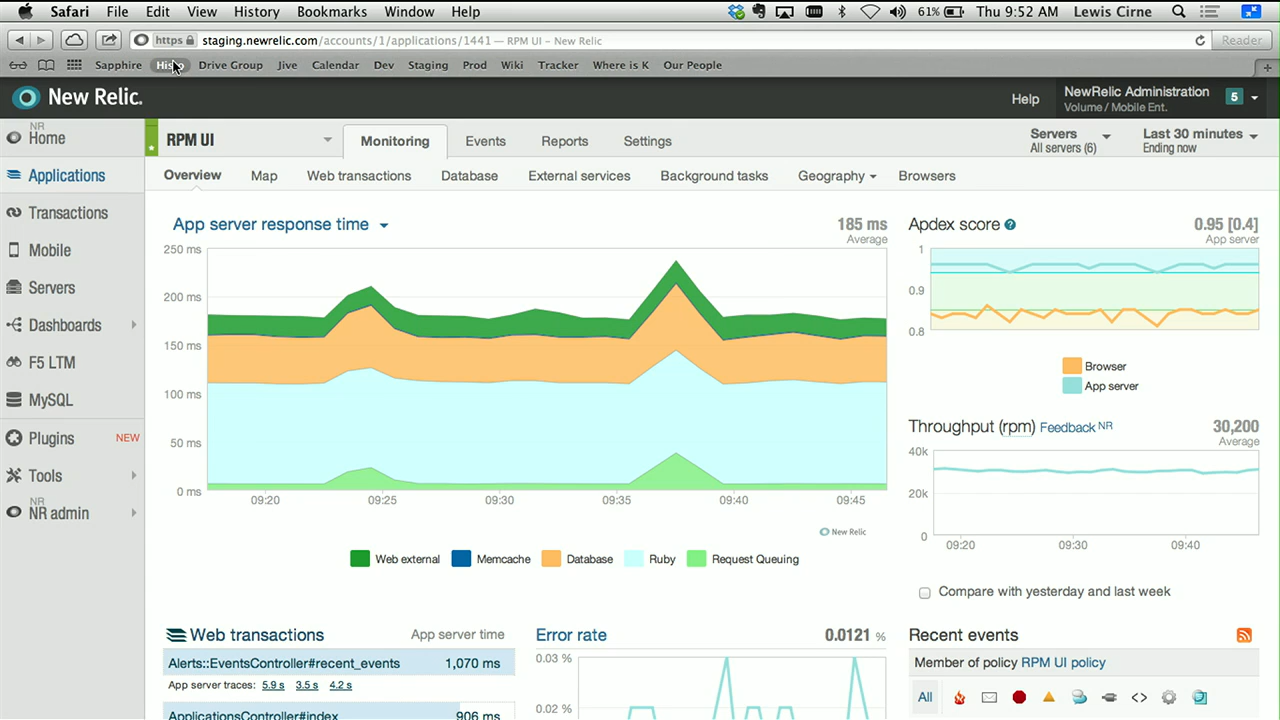 Safari File Edit View History Bookmarks Window Help 61% Thu 9:52 AM Lewis Cirne
https staging.newrelic.com/accounts/1/applications/1441 — RPM UI – New Relic Reader
Sapphire Drive Group Jive Calendar Dev Staging Prod Wiki Tracker Where is K Our People
New Relic. Help NewRelic Administration 5
Volume / Mobile Ent.
NR
Home
Applications
Transactions
Mobile
Servers
Dashboards
F5 LTM
MySQL
Plugins NEW
Tools
NR
NR admin
RPM UI Monitoring Events Reports Settings
Servers
All servers (6)
Last 30 minutes
Ending now
Overview Map Web transactions Database External services Background tasks Geography Browsers
App server response time 185 ms
Average
250 ms
200 ms
150 ms
100 ms
50 ms
0 ms
09:20 09:25 09:30 09:35 09:40 09:45
New Relic
Web external Memcache Database Ruby Request Queuing
Apdex score ? 0.95 [0.4]
App server
1
0.9
0.8
Browser
App server
Throughput (rpm) Feedback NR 30,200
Average
40k
20k
0
09:20 09:30 09:40
Compare with yesterday and last week
Web transactions App server time
Alerts::EventsController#recent_events 1,070 ms
App server traces: 5.9 s 3.5 s 4.2 s
ApplicationsController#index 906 ms
Error rate 0.0121 %
0.03 %
0.02 %
Recent events
Member of policy RPM UI policy
All